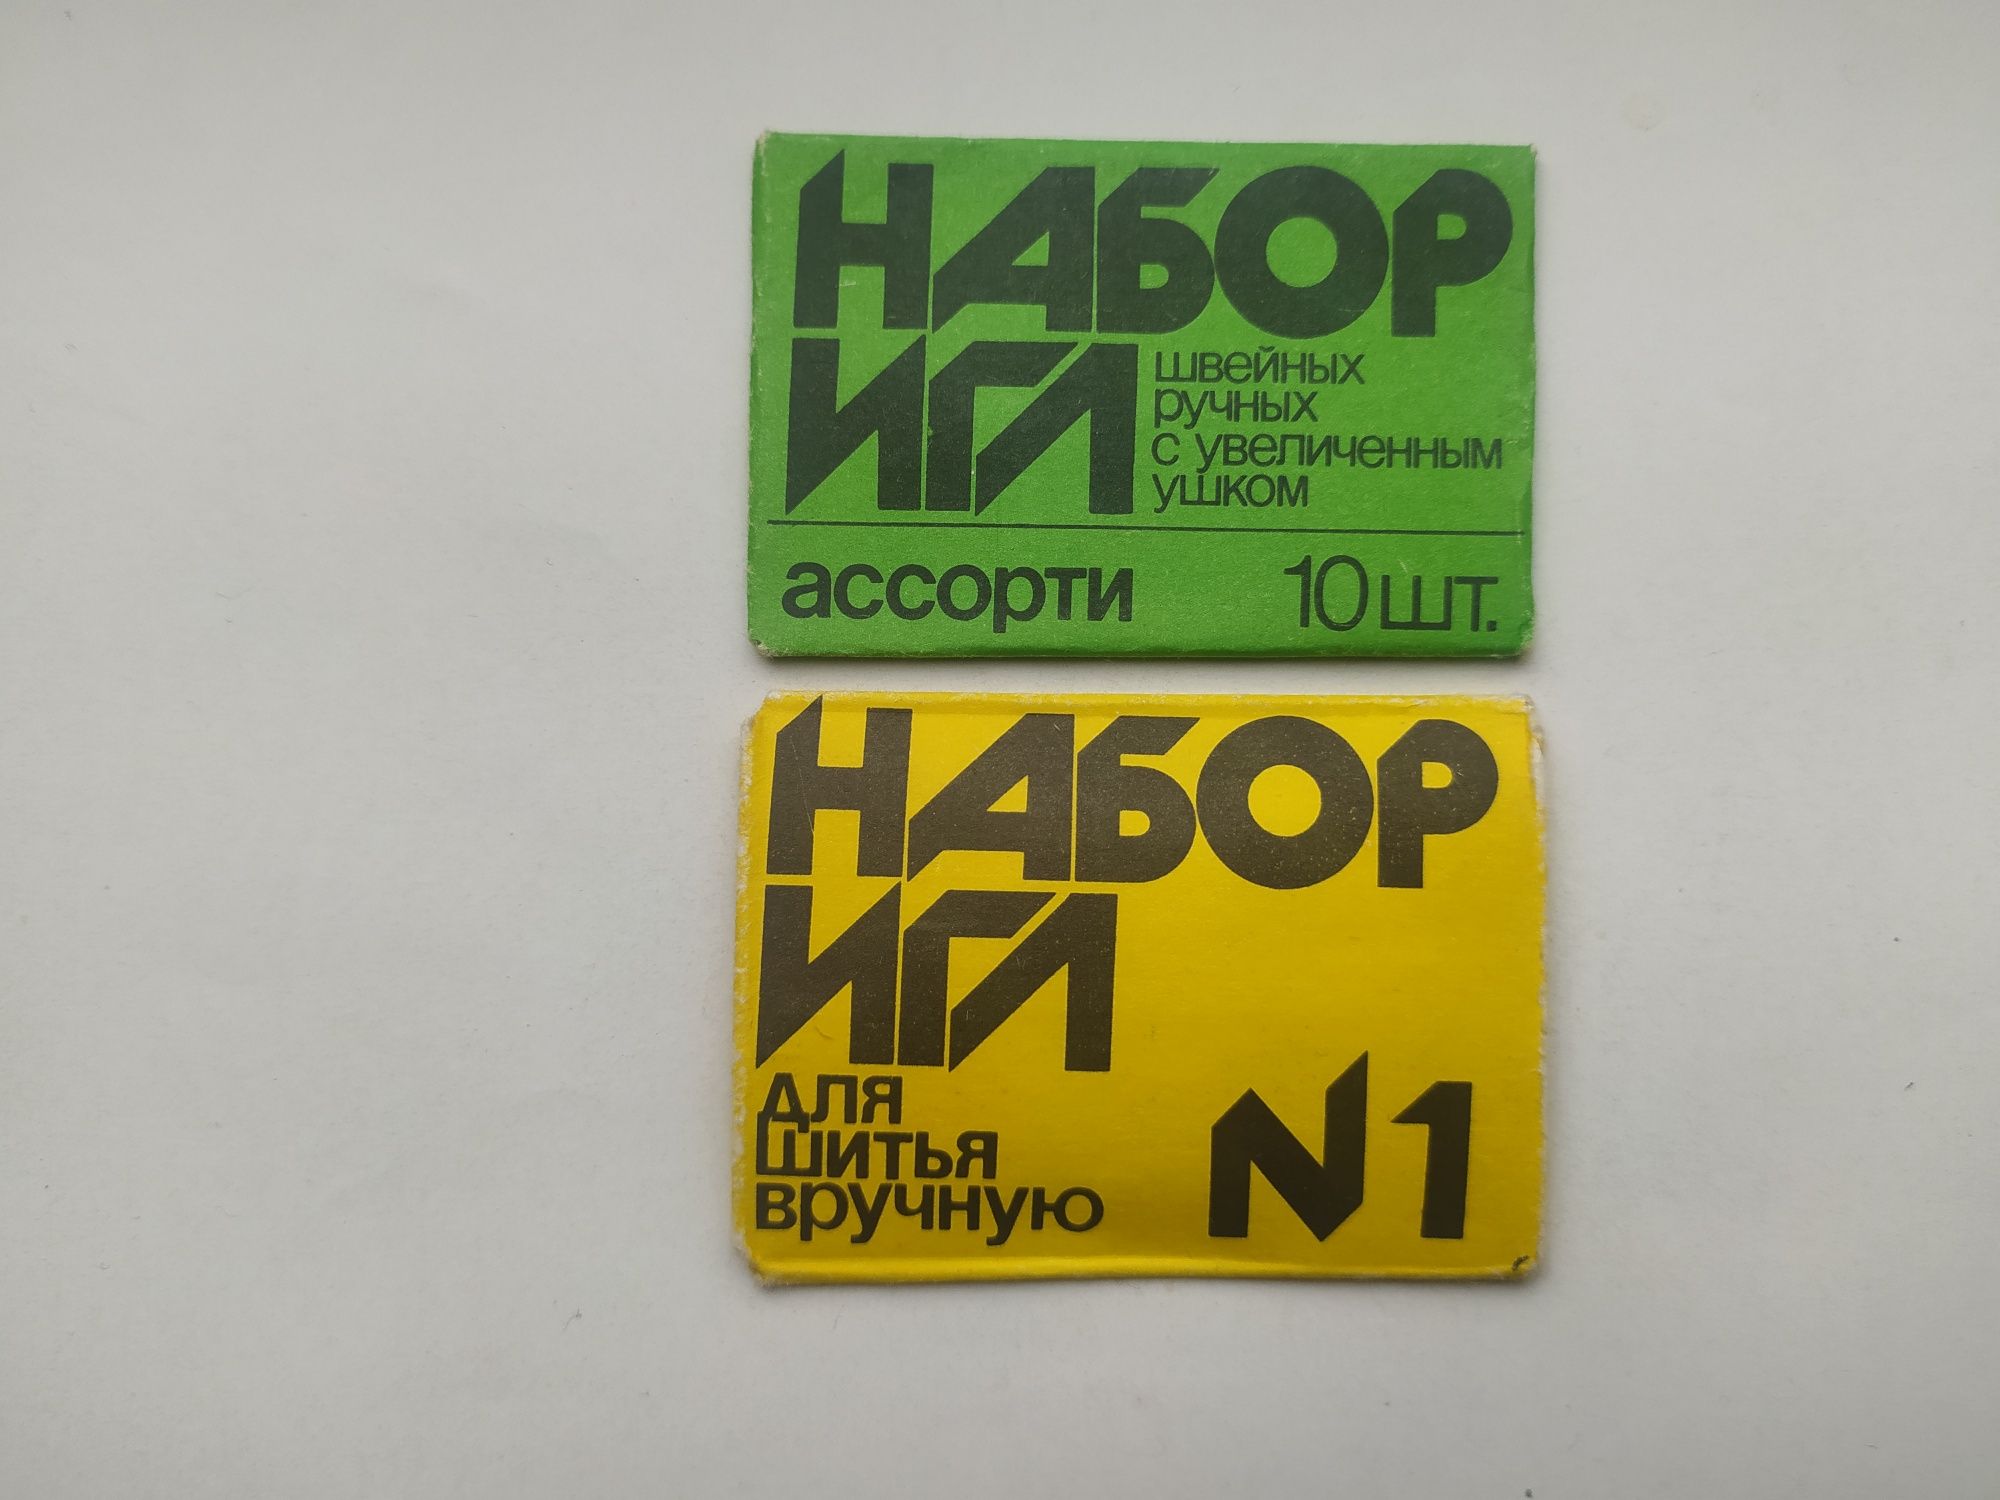 НАБОР
ИГЛ
швейных
ручных
с увеличенным
ушком
ассорти 10 шт.
НАБОР
ИГЛ
для
шитья
вручную
N1